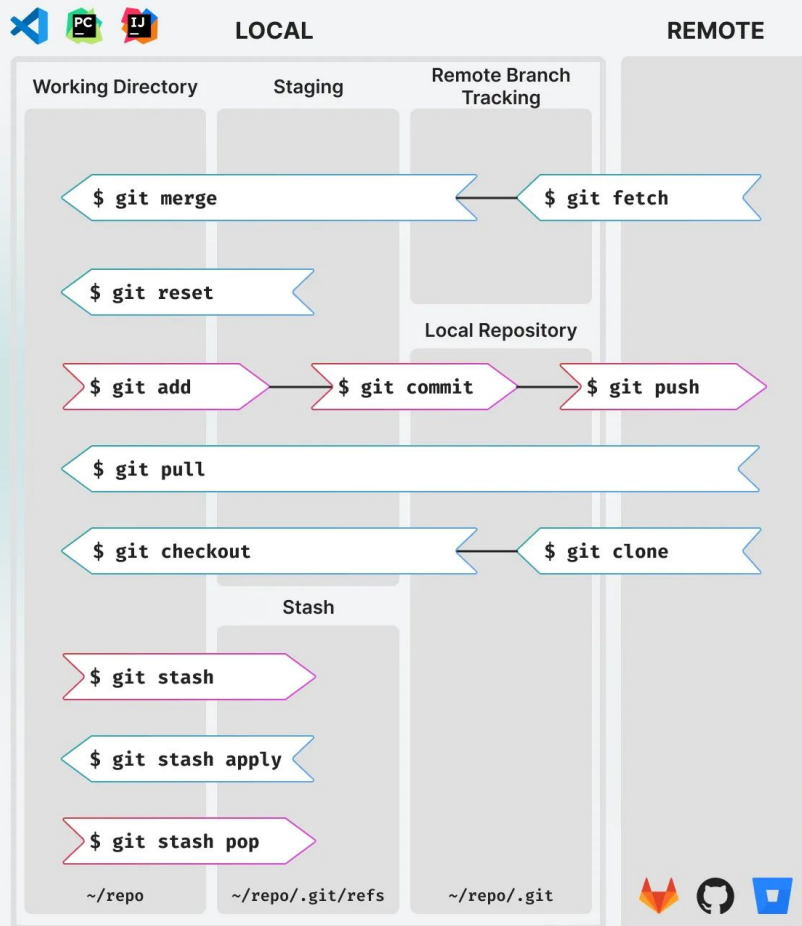 PC
IJ
LOCAL
REMOTE
Working Directory
Staging
Remote Branch
Tracking
$ git merge
$ git fetch
$ git reset
Local Repository
$ git add
$ git commit
$ git push
$ git pull
$ git checkout
$ git clone
Stash
$ git stash
$ git stash apply
$ git stash pop
~/repo
~/repo/.git/refs
~/repo/.git